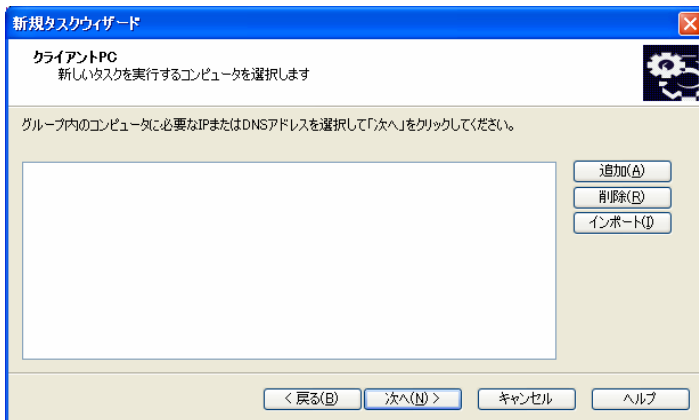 新規タスクウィザード
クライアントPC
新しいタスクを実行するコンピュータを選択します
グループ内のコンピュータに必要なIPまたはDNSアドレスを選択して「次へ」をクリックしてください。
追加(A)
削除(R)
インポート(I)
< 戻る(B)
次へ(N) >
キャンセル
ヘルプ